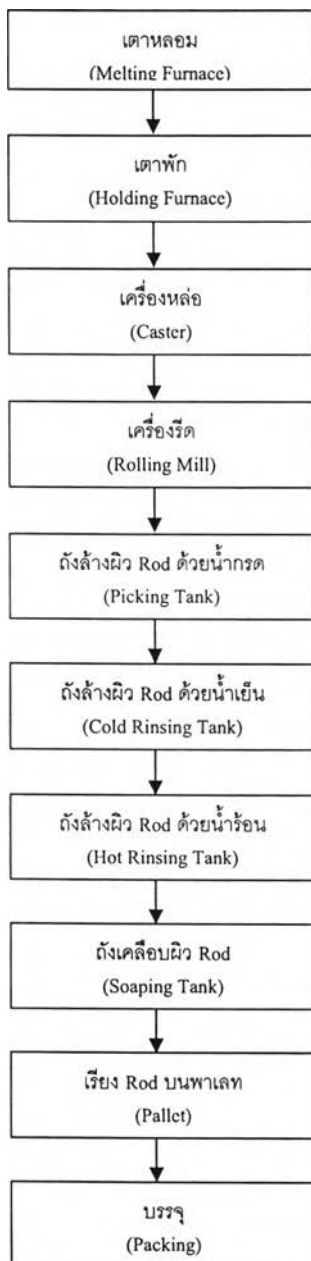 เตาหลอม
(Melting Furnace)
เตาพัก
(Holding Furnace)
เครื่องหล่อ
(Caster)
เครื่องรีด
(Rolling Mill)
ถังล้างผิว Rod ด้วยน้ำกรด
(Picking Tank)
ถังล้างผิว Rod ด้วยน้ำเย็น
(Cold Rinsing Tank)
ถังล้างผิว Rod ด้วยน้ำร้อน
(Hot Rinsing Tank)
ถังเคลือบผิว Rod
(Soaping Tank)
เรียง Rod บนพาเลท
(Pallet)
บรรจุ
(Packing)